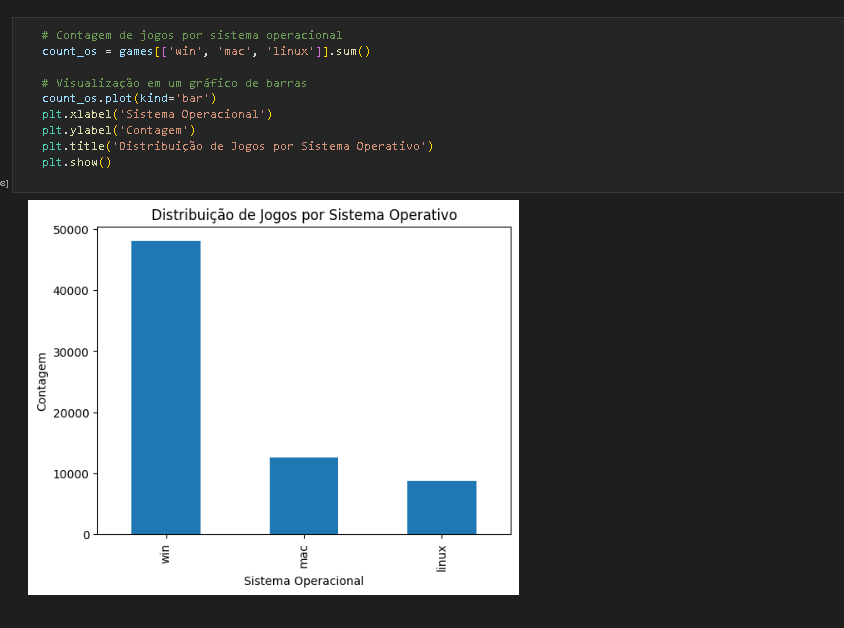 # Contagem de jogos por sistema operacional
count_os = games[['win', 'mac', 'linux']].sum()
# Visualização em um gráfico de barras
count_os.plot(kind='bar')
plt.xlabel('Sistema Operacional')
plt.ylabel('Contagem')
plt.title('Distribuição de Jogos por Sistema Operativo')
plt.show()
Distribuição de Jogos por Sistema Operativo
50000
40000
30000
20000
10000
0
Contagem
win
mac
linux
Sistema Operacional